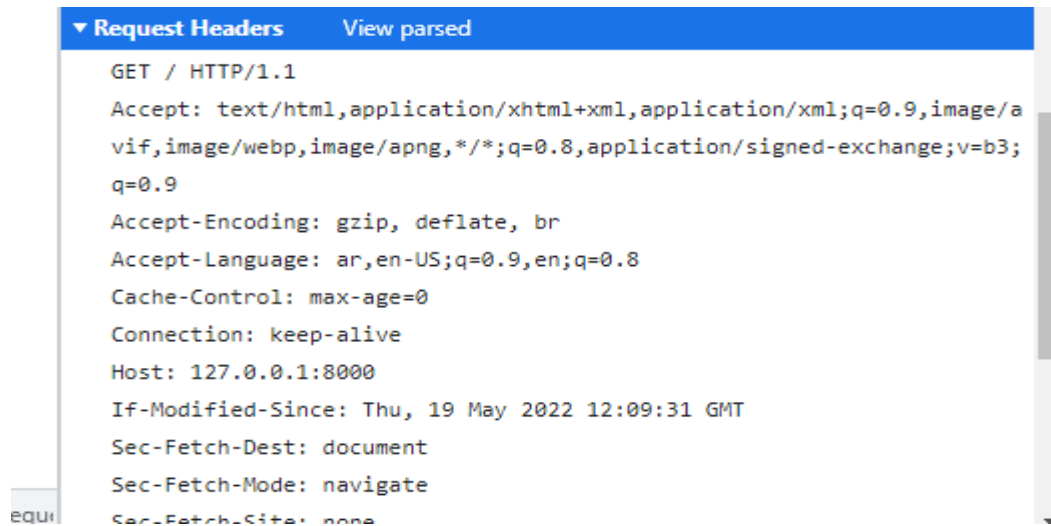 Request Headers View parsed
GET / HTTP/1.1
Accept: text/html,application/xhtml+xml,application/xml;q=0.9,image/a
vif,image/webp,image/apng,*/*;q=0.8,application/signed-exchange;v=b3;
q=0.9
Accept-Encoding: gzip, deflate, br
Accept-Language: ar,en-US;q=0.9,en;q=0.8
Cache-Control: max-age=0
Connection: keep-alive
Host: 127.0.0.1:8000
If-Modified-Since: Thu, 19 May 2022 12:09:31 GMT
Sec-Fetch-Dest: document
Sec-Fetch-Mode: navigate
Sec-Fetch-Site: none